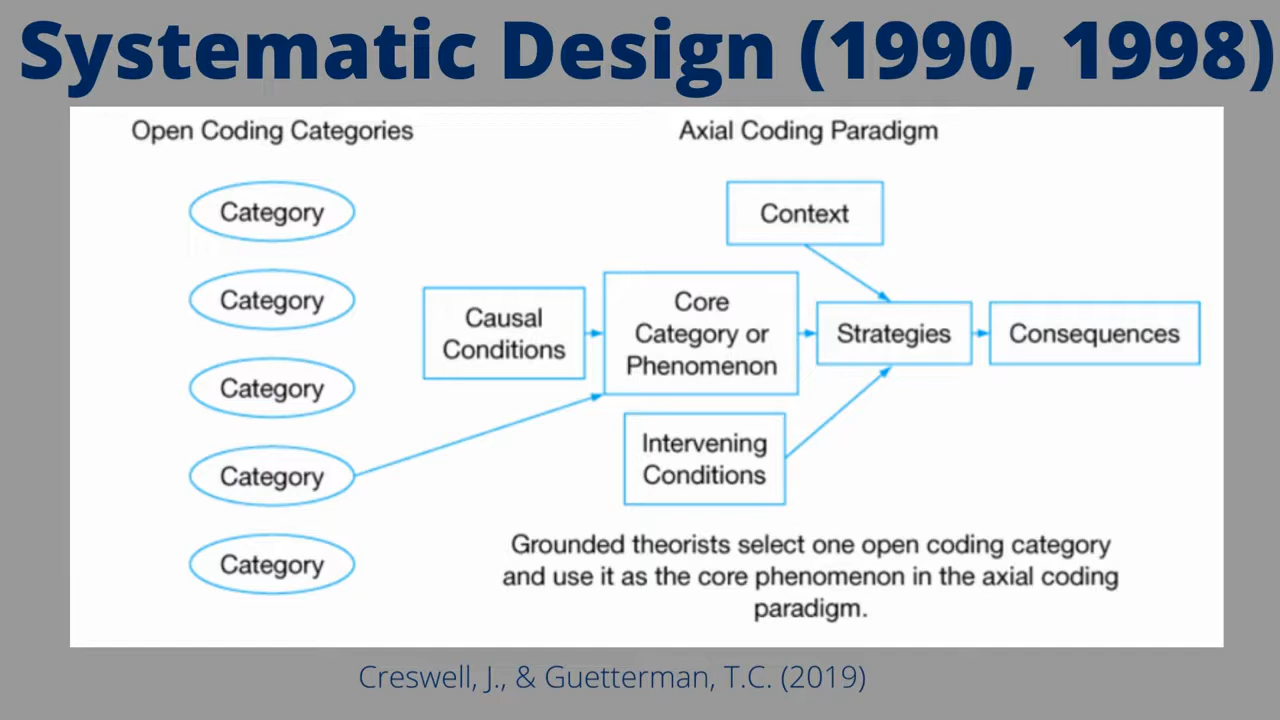 Systematic Design (1990, 1998)
Open Coding Categories
Axial Coding Paradigm
Category
Category
Category
Category
Category
Context
Causal
Conditions
Core
Category or
Phenomenon
Strategies
Consequences
Intervening
Conditions
Grounded theorists select one open coding category
and use it as the core phenomenon in the axial coding
paradigm.
Creswell, J., & Guetterman, T.C. (2019)